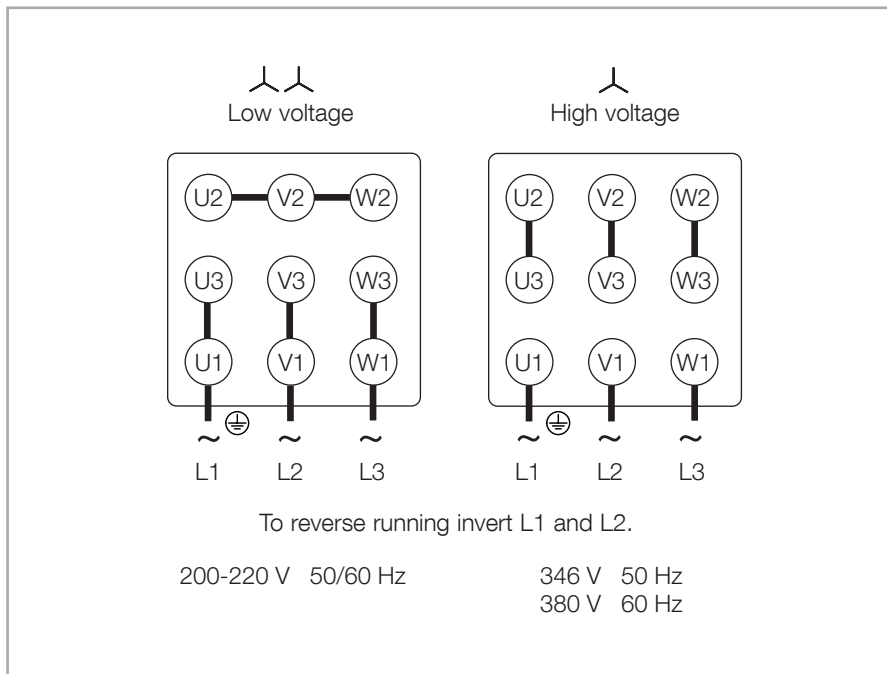 Low voltage High voltage
U2 V2 W2 U2 V2 W2
U3 V3 W3 U3 V3 W3
U1 V1 W1 U1 V1 W1
~ ~ ~ ~ ~ ~
L1 L2 L3 L1 L2 L3
To reverse running invert L1 and L2.
200-220 V 50/60 Hz 346 V 50 Hz
380 V 60 Hz